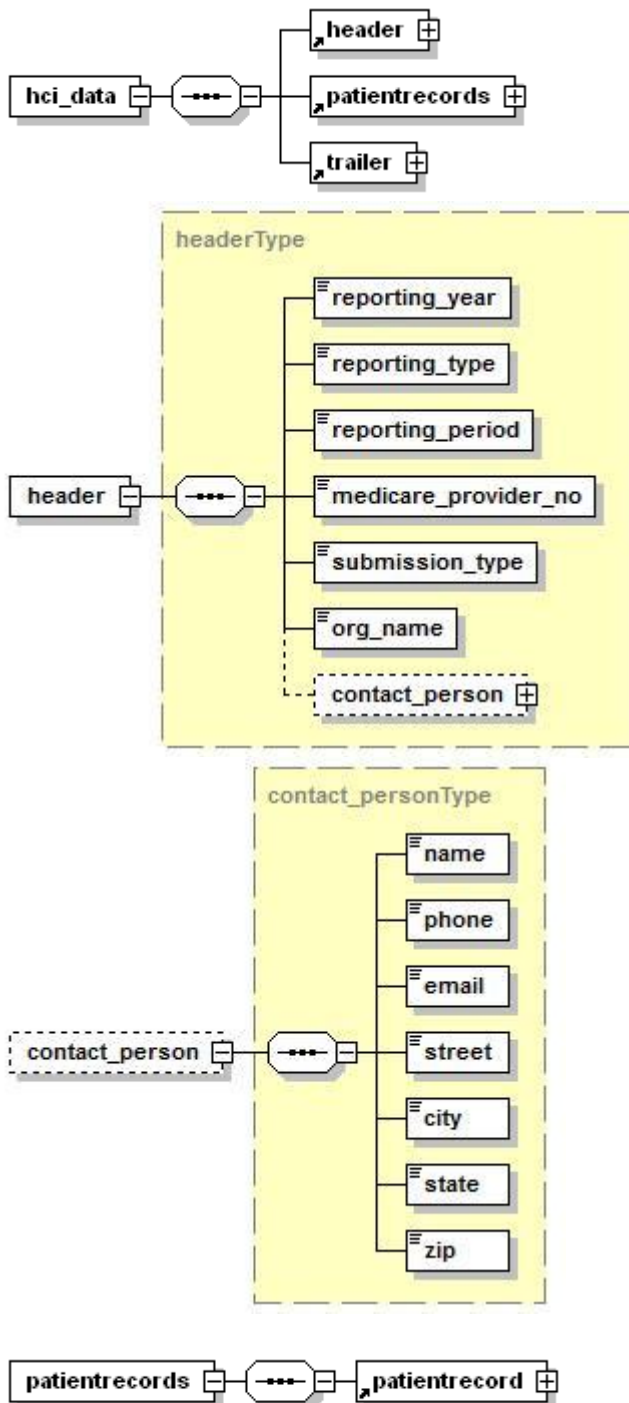 header
hci_data
patientrecords
trailer
headerType
reporting_year
reporting_type
reporting_period
header
medicare_provider_no
submission_type
org_name
contact_person
contact_personType
name
phone
email
contact_person
street
city
state
zip
patientrecords
patientrecord